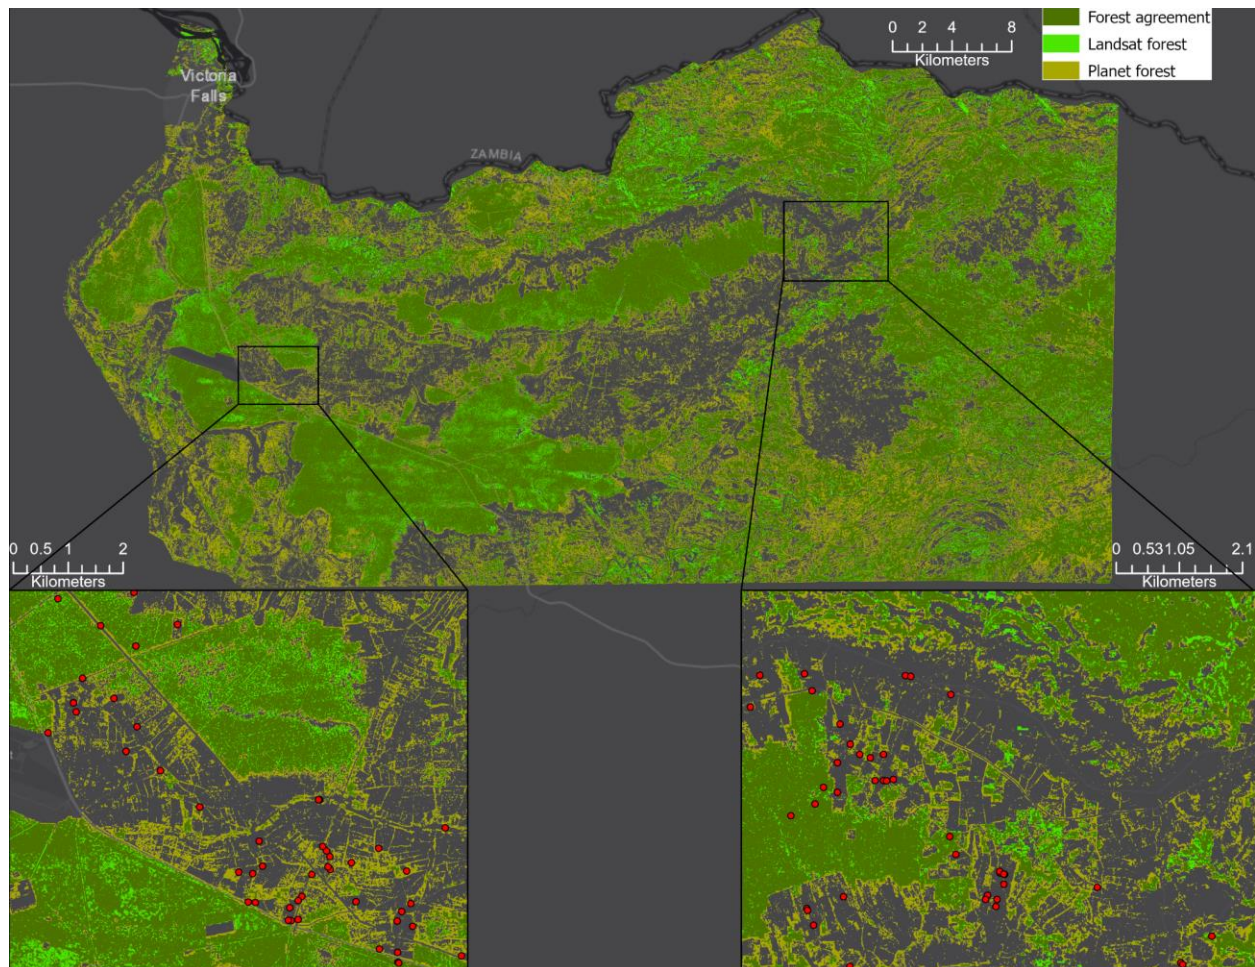 0 2 4 8
Kilometers
Forest agreement
Landsat forest
Planet forest
Victoria
Falls
ZAMBIA
0 0.5 1 2
Kilometers
0 0.531.05 2.1
Kilometers